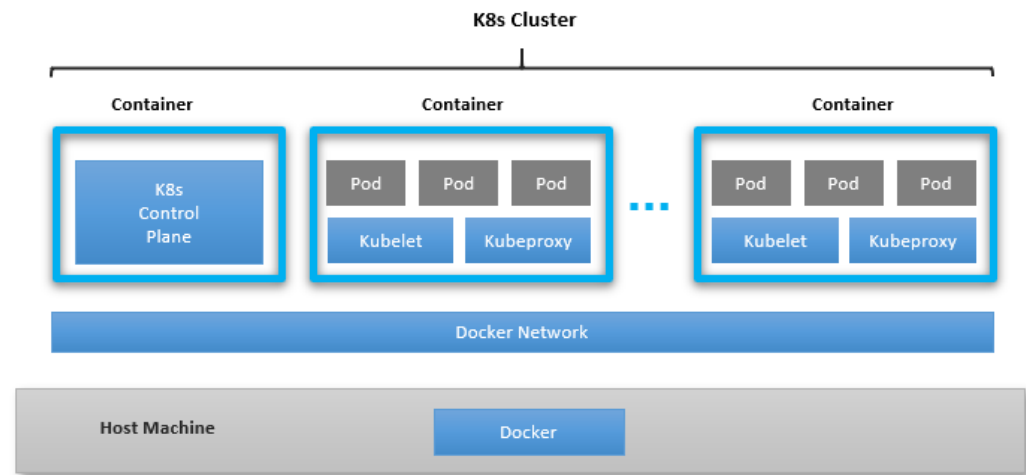 K8s Cluster
Container
Container
Container
K8s
Control
Plane
Pod Pod Pod
Kubelet Kubeproxy
...
Pod Pod Pod
Kubelet Kubeproxy
Docker Network
Host Machine
Docker